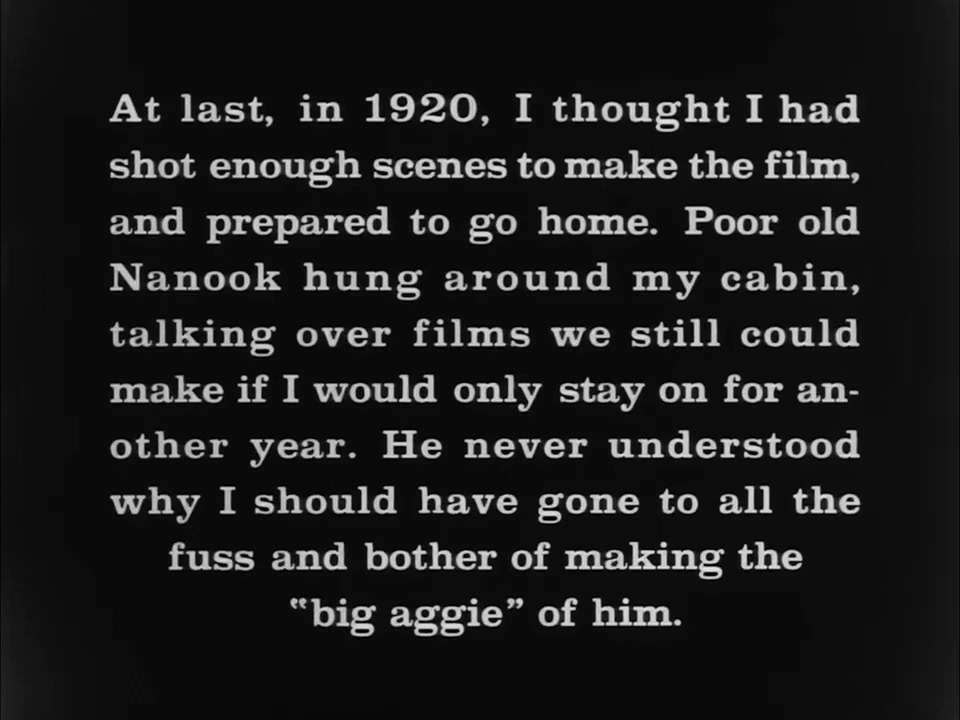 At last, in 1920, I thought I had
shot enough scenes to make the film,
and prepared to go home. Poor old
Nanook hung around my cabin,
talking over films we still could
make if I would only stay on for an-
other year. He never understood
why I should have gone to all the
fuss and bother of making the
“big aggie” of him.